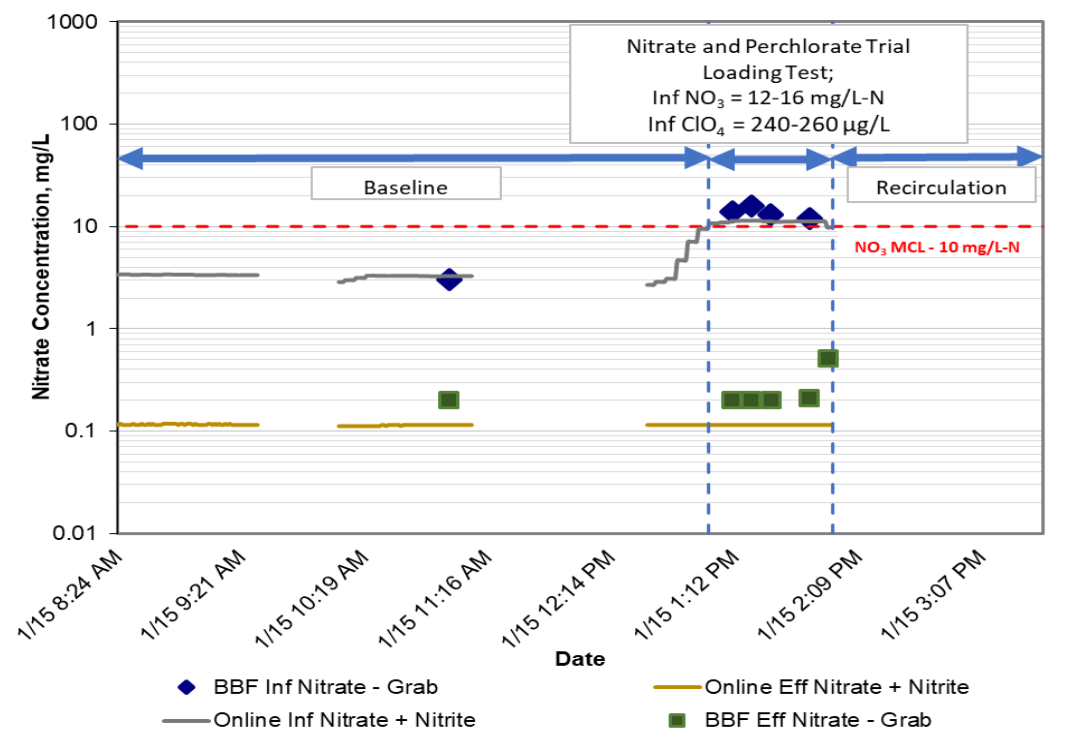 1000
100
10
1
0.1
0.01
Nitrate Concentration, mg/L
Nitrate and Perchlorate Trial
Loading Test;
Inf NO₃ = 12-16 mg/L-N
Inf ClO₄ = 240-260 µg/L
Baseline
Recirculation
NO₃ MCL - 10 mg/L-N
1/15 8:24 AM
1/15 9:21 AM
1/15 10:19 AM
1/15 11:16 AM
1/15 12:14 PM
1/15 1:12 PM
1/15 2:09 PM
1/15 3:07 PM
Date
BBF Inf Nitrate - Grab
Online Eff Nitrate + Nitrite
Online Inf Nitrate + Nitrite
BBF Eff Nitrate - Grab